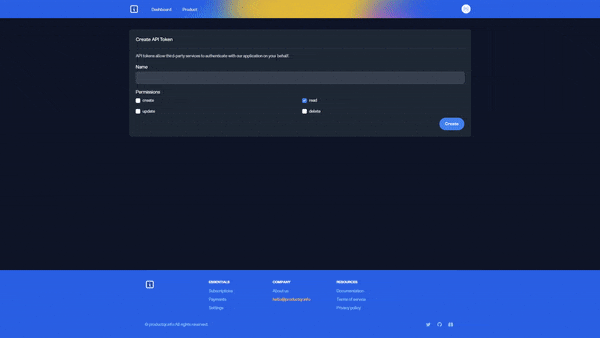 Dashboard Product
Create API Token
API tokens allow third-party services to authenticate with our application on your behalf.
Name
Permissions
create read
update delete
Create
ESSENTIALS COMPANY RESOURCES
Subscriptions About us Documentation
Payments hello@productqr.info Terms of service
Settings Privacy policy
© productqr.info All rights reserved.